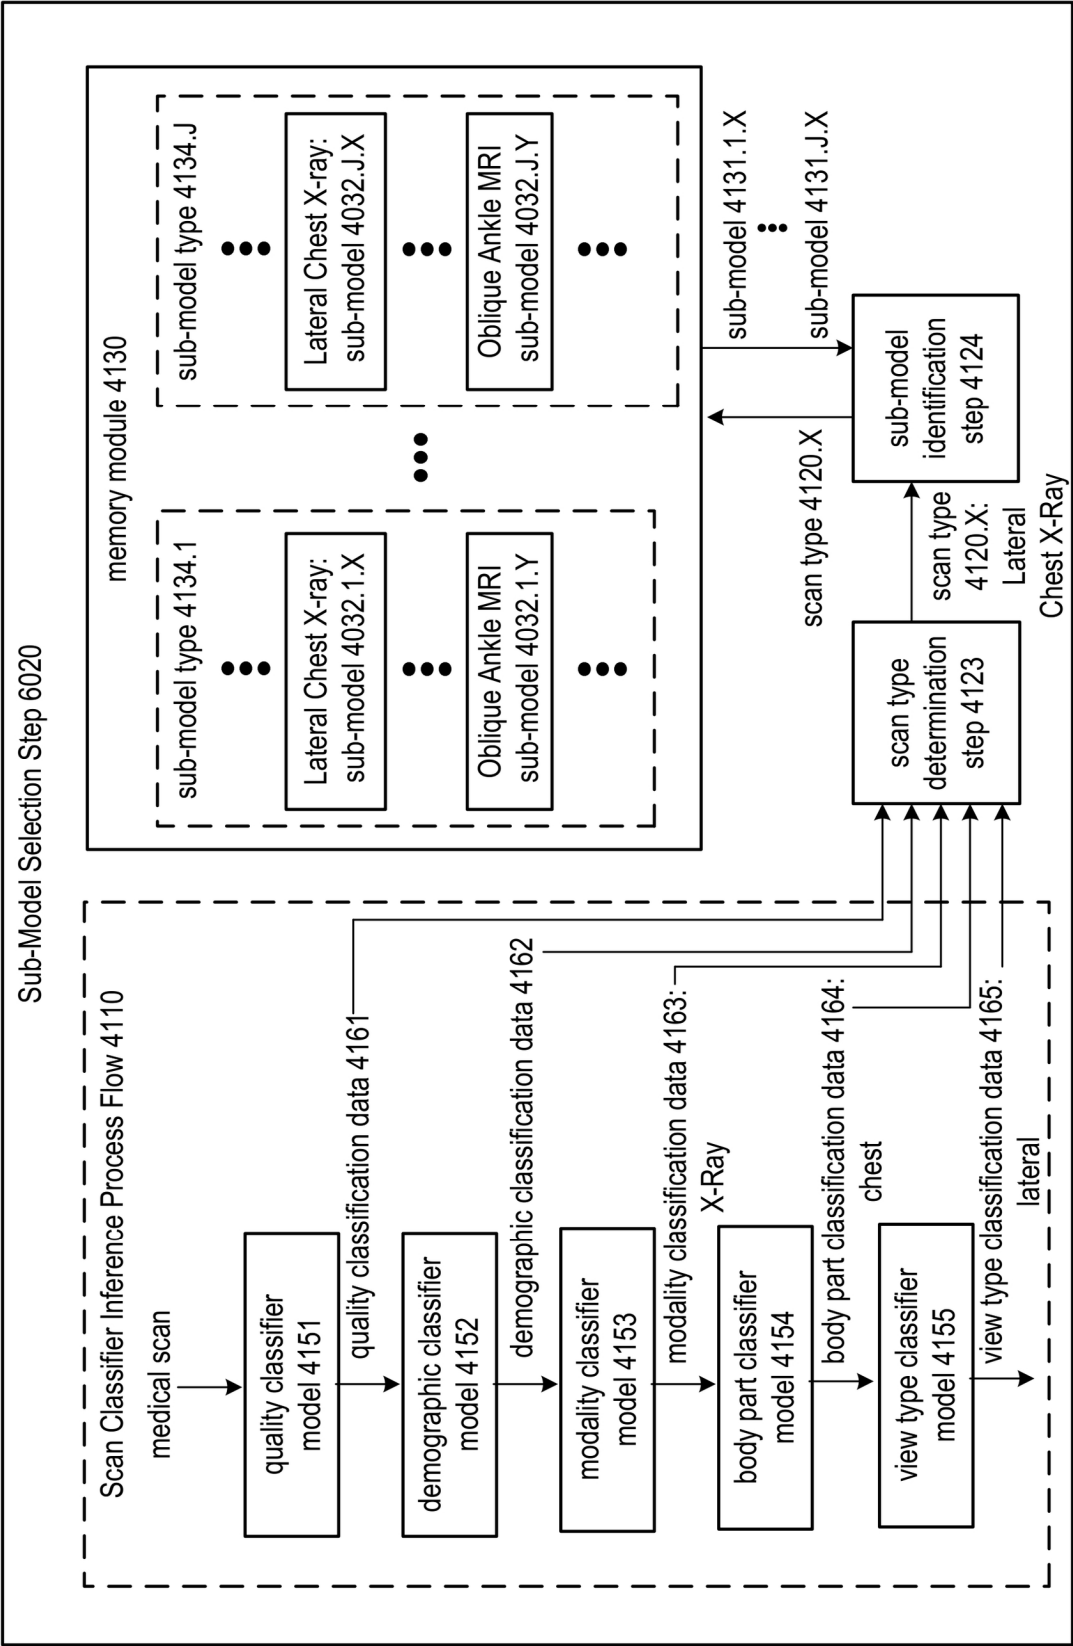 Sub-Model Selection Step 6020
Scan Classifier Inference Process Flow 4110
medical scan
quality classifier
model 4151
quality classification data 4161
demographic classifier
model 4152
demographic classification data 4162
modality classifier
model 4153
modality classification data 4163:
X-Ray
body part classifier
model 4154
body part classification data 4164:
chest
view type classifier
model 4155
view type classification data 4165:
lateral
memory module 4130
sub-model type 4134.1
Lateral Chest X-ray:
sub-model 4032.1.X
Oblique Ankle MRI
sub-model 4032.1.Y
sub-model type 4134.J
Lateral Chest X-ray:
sub-model 4032.J.X
Oblique Ankle MRI
sub-model 4032.J.Y
scan type
determination
step 4123
scan type
4120.X:
Lateral
Chest X-Ray
scan type 4120.X
sub-model
identification
step 4124
sub-model 4131.1.X
sub-model 4131.J.X